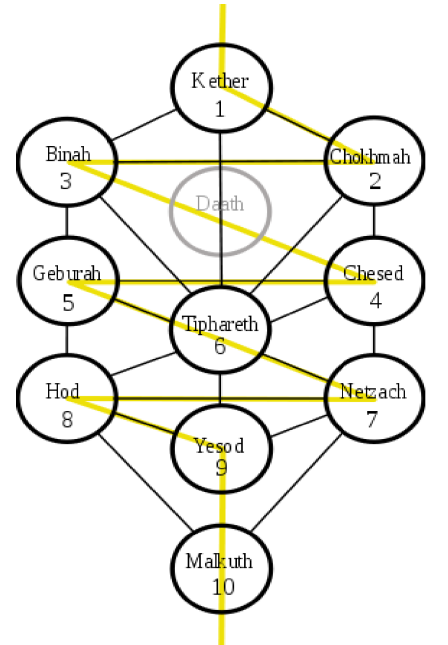 Kether
1
Binah
3
Chokhmah
2
Daath
Geburah
5
Chesed
4
Tiphareth
6
Hod
8
Netzach
7
Yesod
9
Malkuth
10